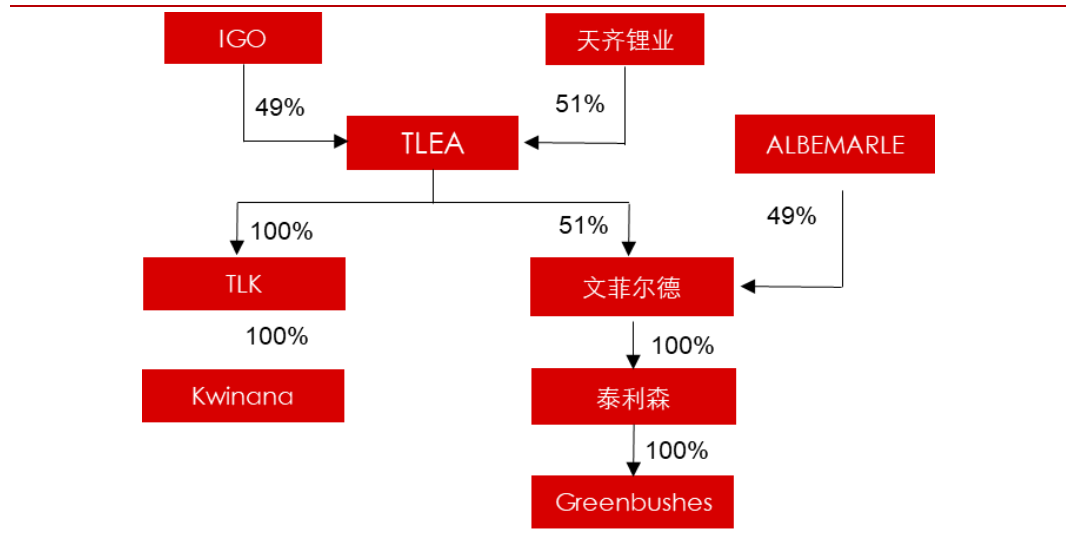 IGO
天齐锂业
49%
51%
TLEA
ALBEMARLE
49%
100%
51%
TLK
文菲尔德
100%
100%
Kwinana
泰利森
100%
Greenbushes